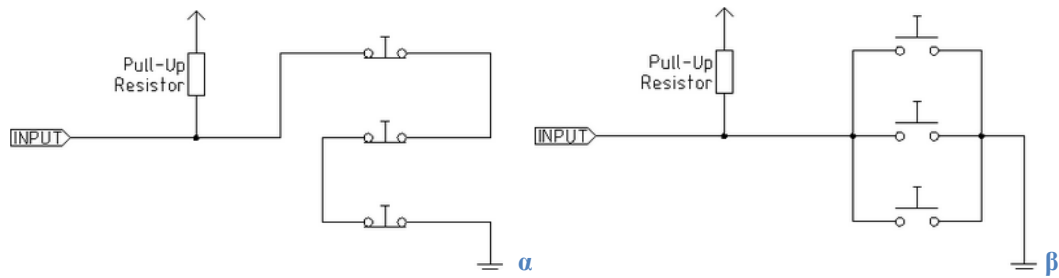 Pull-Up
Resistor
INPUT
α
Pull-Up
Resistor
INPUT
β